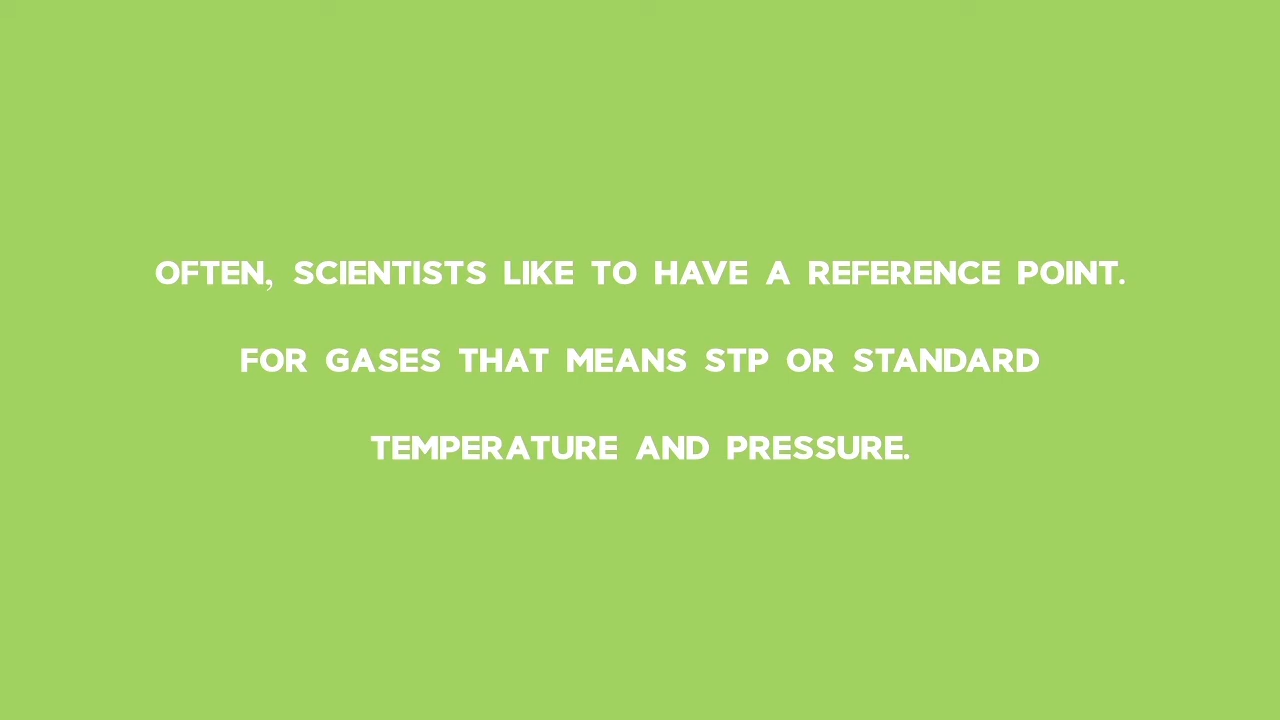 OFTEN, SCIENTISTS LIKE TO HAVE A REFERENCE POINT.
FOR GASES THAT MEANS STP OR STANDARD
TEMPERATURE AND PRESSURE.